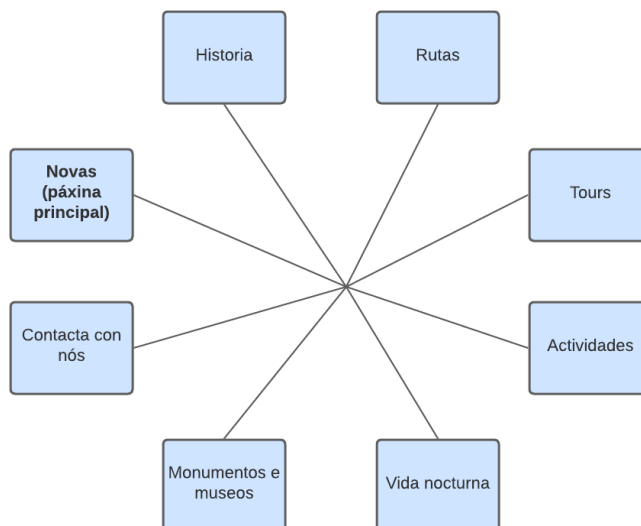 Historia
Rutas
Novas
(páxina
principal)
Tours
Contacta con
nós
Actividades
Monumentos e
museos
Vida nocturna